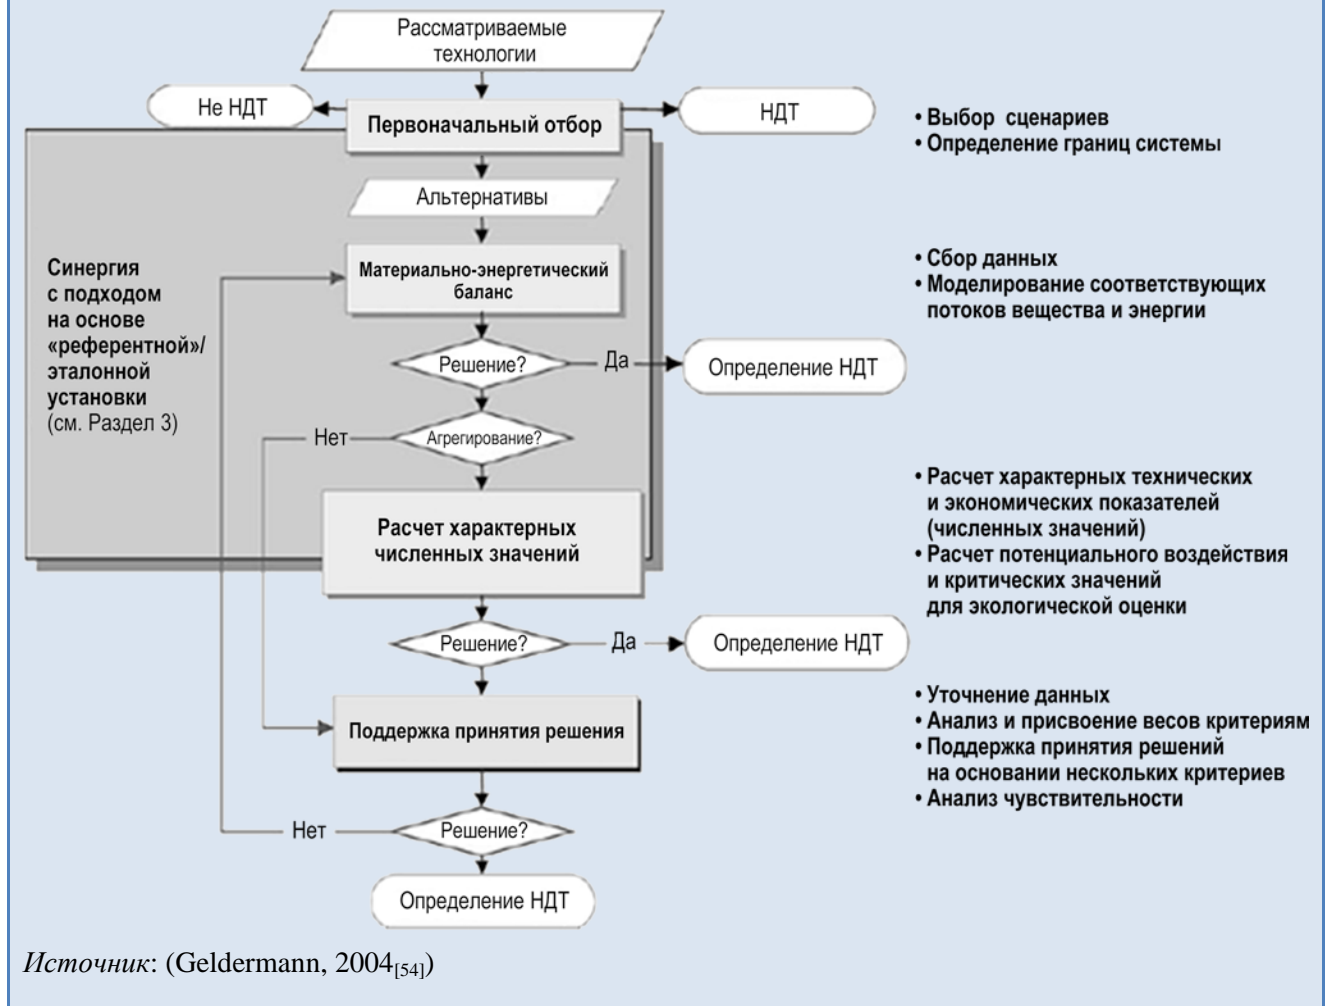 Рассматриваемые
технологии
Не НДТ
Первоначальный отбор
НДТ
• Выбор сценариев
• Определение границ системы
Альтернативы
Синергия
с подходом
на основе
«референтной»/
эталонной
установки
(см. Раздел 3)
Материально-энергетический
баланс
• Сбор данных
• Моделирование соответствующих
потоков вещества и энергии
Решение?
Да
Определение НДТ
Нет
Агрегирование?
Расчет характерных
численных значений
• Расчет характерных технических
и экономических показателей
(численных значений)
• Расчет потенциального воздействия
и критических значений
для экологической оценки
Решение?
Да
Определение НДТ
Поддержка принятия решения
• Уточнение данных
• Анализ и присвоение весов критериям
• Поддержка принятия решений
на основании нескольких критериев
• Анализ чувствительности
Нет
Решение?
Определение НДТ
Источник: (Geldermann, 2004[54])